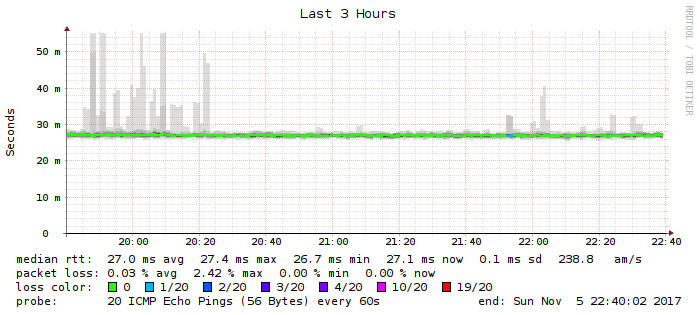 Last 3 Hours
RRDTOOL / TOBI OETIKER
Seconds
50 m
40 m
30 m
20 m
10 m
0
20:00 20:20 20:40 21:00 21:20 21:40 22:00 22:20 22:40
median rtt: 27.0 ms avg 27.4 ms max 26.7 ms min 27.1 ms now 0.1 ms sd 238.8 am/s
packet loss: 0.03 % avg 2.42 % max 0.00 % min 0.00 % now
loss color: 0 1/20 2/20 3/20 4/20 10/20 19/20
probe: 20 ICMP Echo Pings (56 Bytes) every 60s end: Sun Nov 5 22:40:02 2017